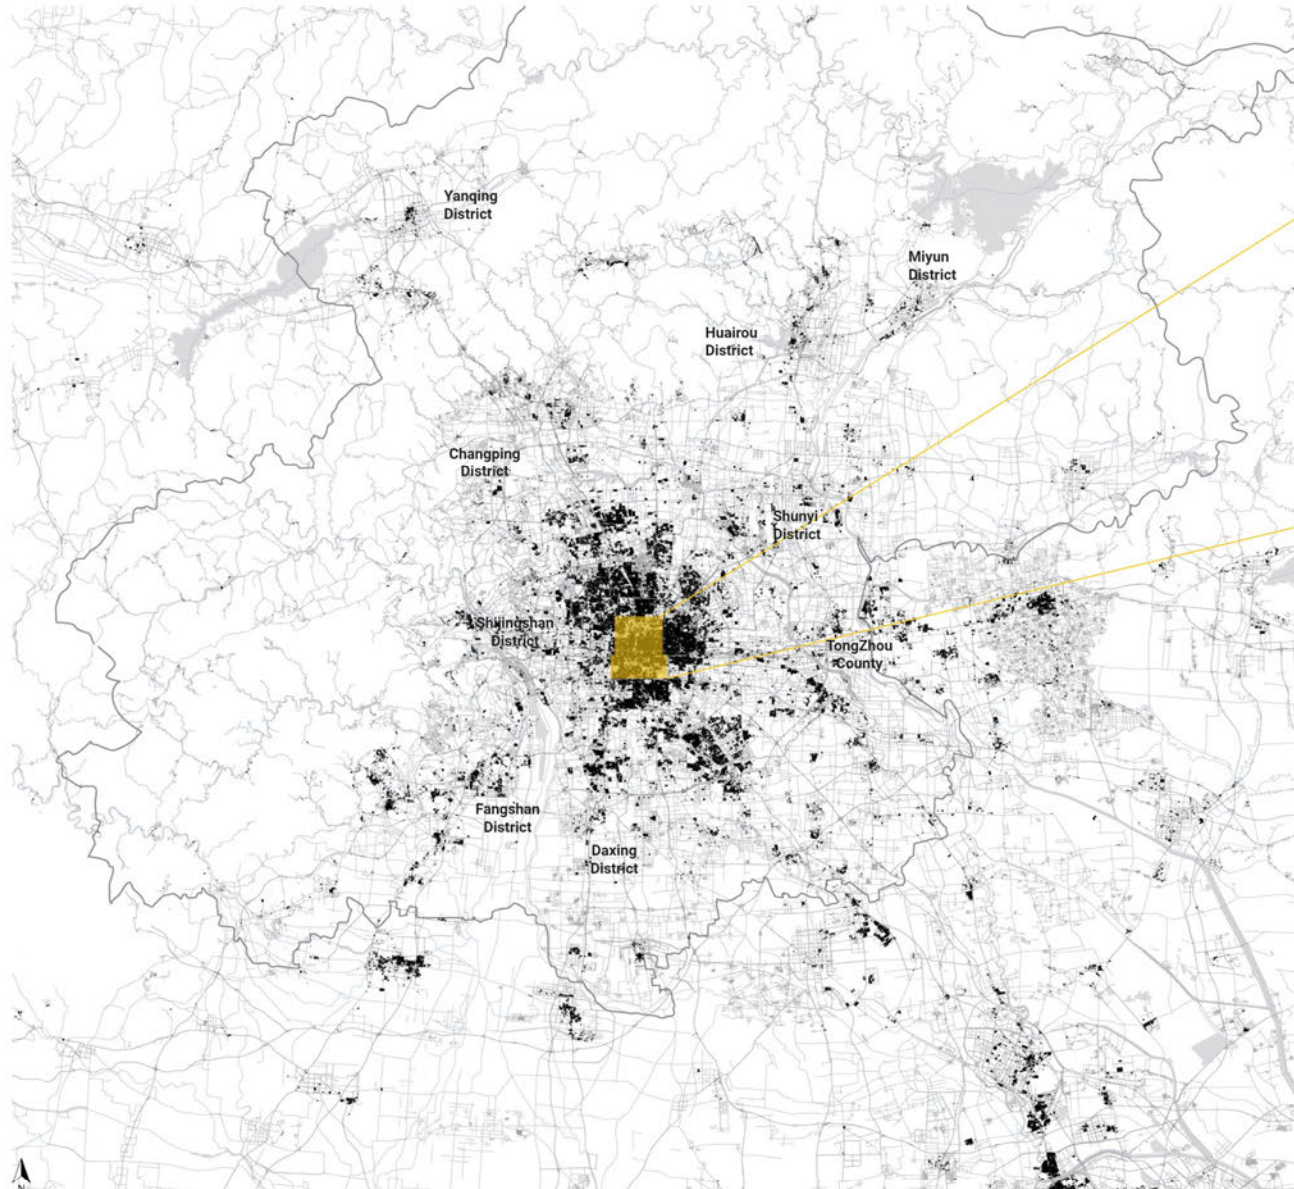 Yanqing
District
Miyun
District
Huairou
District
Changping
District
Shunyi
District
Shijingshan
District
TongZhou
County
Fangshan
District
Daxing
District
N